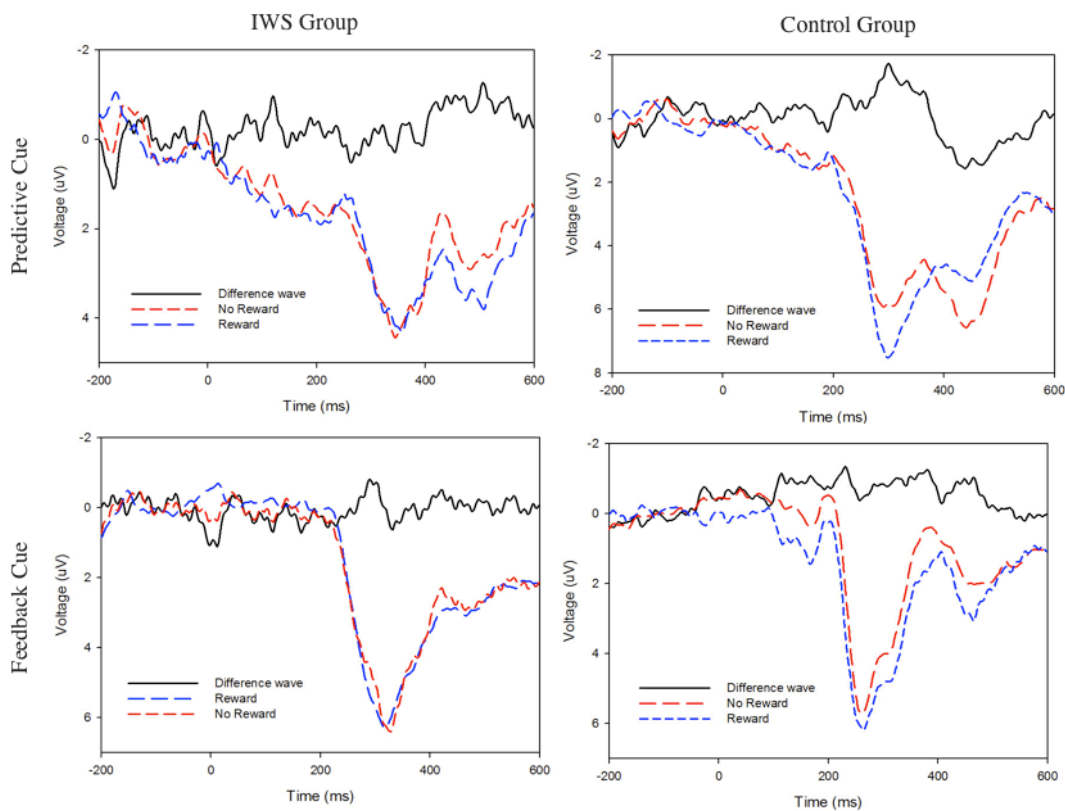 IWS Group
Control Group
Predictive Cue
Feedback Cue
-2
0
2
4
Voltage (uV)
Difference wave
No Reward
Reward
-200
0
200
400
600
Time (ms)
-2
0
2
4
6
8
Voltage (uV)
Difference wave
No Reward
Reward
-200
0
200
400
600
Time (ms)
-2
0
2
4
6
Voltage (uV)
Difference wave
Reward
No Reward
-200
0
200
400
600
Time (ms)
-2
0
2
4
6
Voltage (uV)
Difference wave
No Reward
Reward
-200
0
200
400
600
Time (ms)